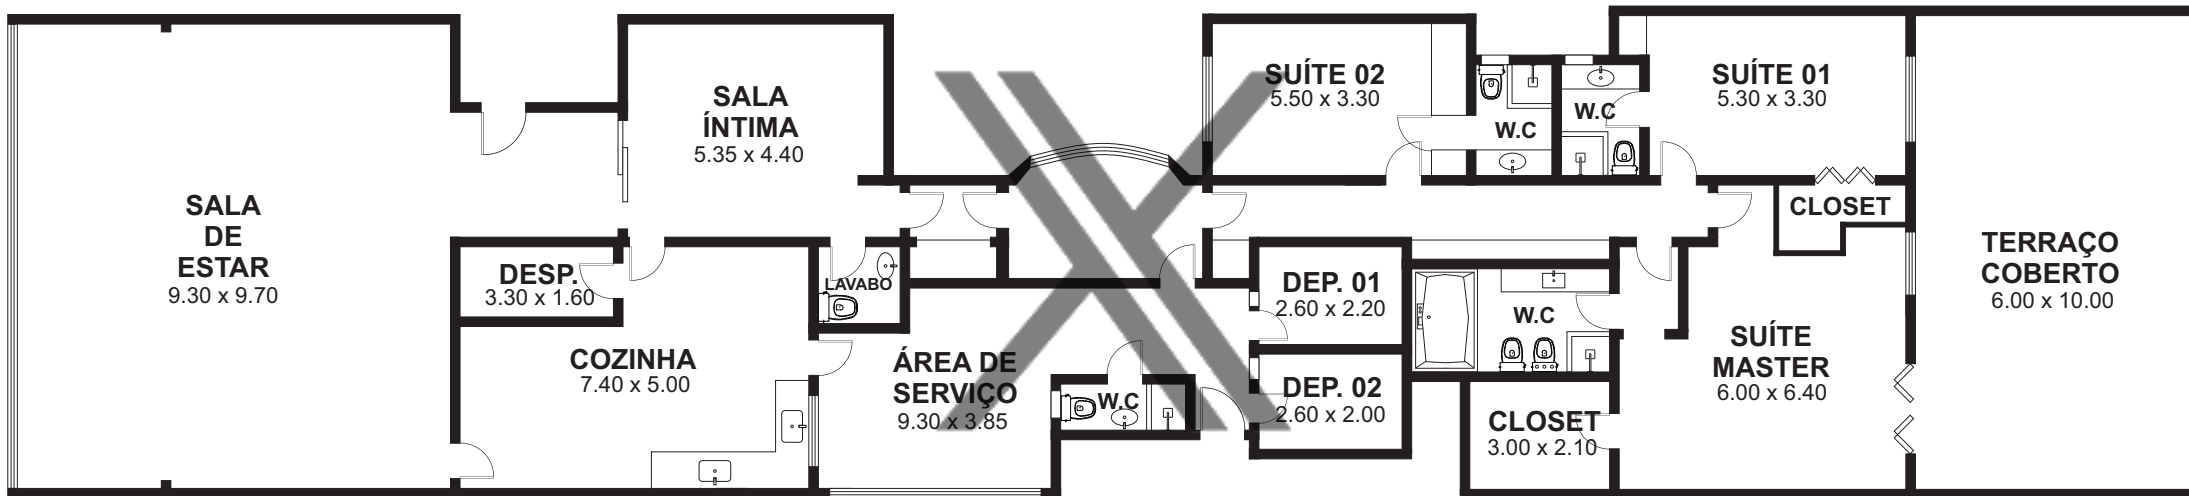 SALA
DE
ESTAR
9.30 x 9.70
SALA
ÍNTIMA
5.35 x 4.40
DESP.
3.30 x 1.60
COZINHA
7.40 x 5.00
LAVABO
ÁREA DE
SERVIÇO
9.30 x 3.85
W.C
SUÍTE 02
5.50 x 3.30
W.C
W.C
SUÍTE 01
5.30 x 3.30
CLOSET
DEP. 01
2.60 x 2.20
DEP. 02
2.60 x 2.00
W.C
CLOSET
3.00 x 2.10
SUÍTE
MASTER
6.00 x 6.40
TERRAÇO
COBERTO
6.00 x 10.00